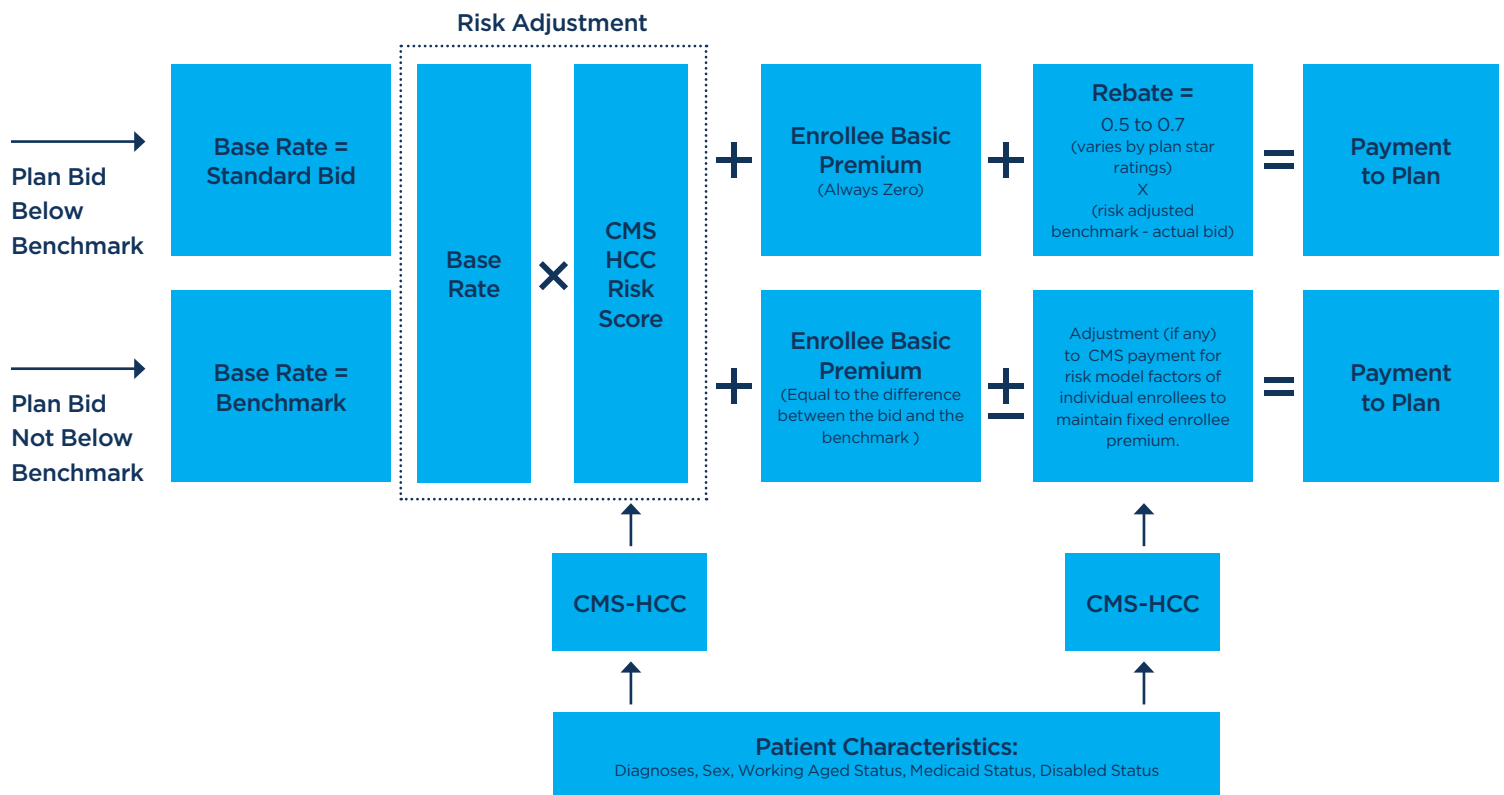 Risk Adjustment
Plan Bid
Below
Benchmark
Base Rate =
Standard Bid
Base
Rate
×
CMS
HCC
Risk
Score
+
Enrollee Basic
Premium
(Always Zero)
+
Rebate =
0.5 to 0.7
(varies by plan star
ratings)
X
(risk adjusted
benchmark - actual bid)
=
Payment
to Plan
Plan Bid
Not Below
Benchmark
Base Rate =
Benchmark
+
Enrollee Basic
Premium
(Equal to the difference
between the bid and the
benchmark )
±
Adjustment (if any)
to  CMS payment for
risk model factors of
individual enrollees to
maintain fixed enrollee
premium.
=
Payment
to Plan
CMS-HCC
CMS-HCC
Patient Characteristics:
Diagnoses, Sex, Working Aged Status, Medicaid Status, Disabled Status